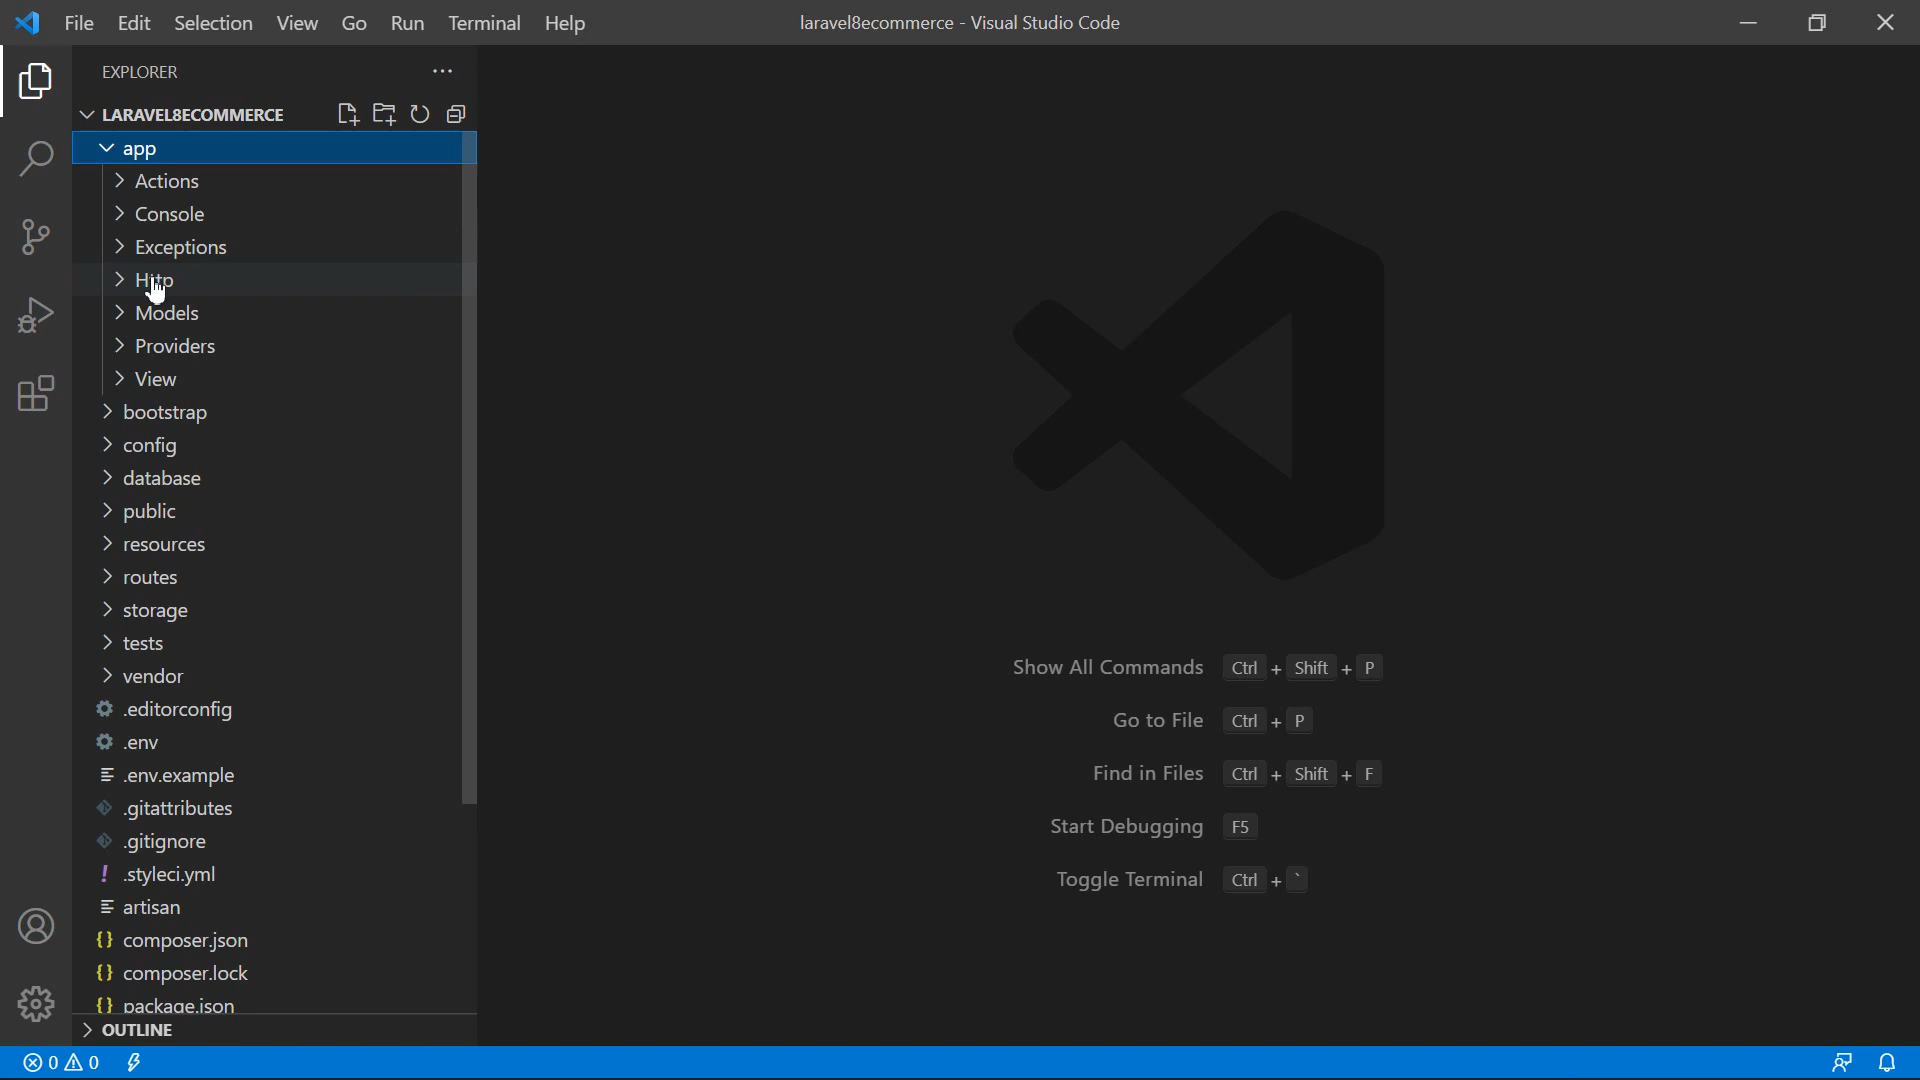 File Edit Selection View Go Run Terminal Help
laravel8ecommerce - Visual Studio Code
EXPLORER
LARAVEL8ECOMMERCE
app
Actions
Console
Exceptions
Http
Models
Providers
View
bootstrap
config
database
public
resources
routes
storage
tests
vendor
.editorconfig
.env
.env.example
.gitattributes
.gitignore
! .styleci.yml
artisan
{} composer.json
{} composer.lock
{} package.json
OUTLINE
Show All Commands Ctrl + Shift + P
Go to File Ctrl + P
Find in Files Ctrl + Shift + F
Start Debugging F5
Toggle Terminal Ctrl + `
0 0